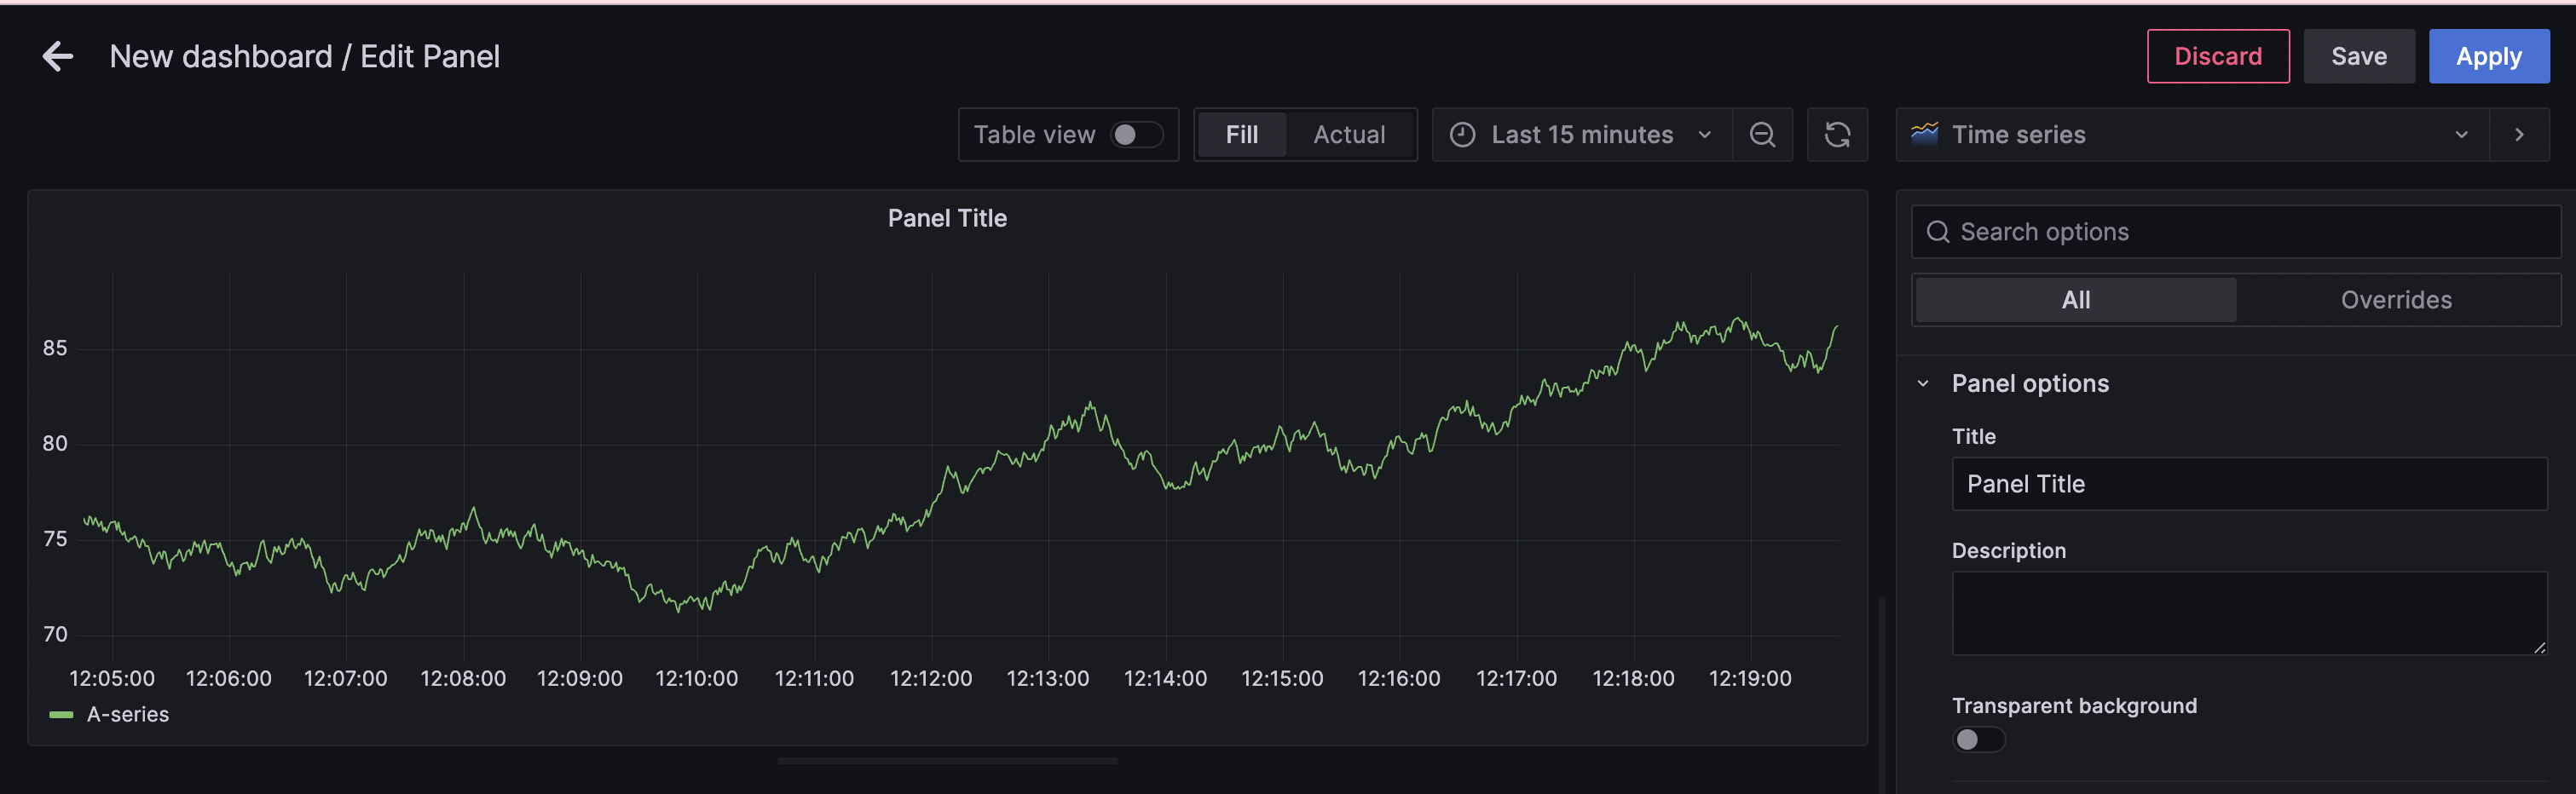 New dashboard / Edit Panel
Discard
Save
Apply
Table view
Fill
Actual
Last 15 minutes
Time series
Panel Title
85
80
75
70
12:05:00 12:06:00 12:07:00 12:08:00 12:09:00 12:10:00 12:11:00 12:12:00 12:13:00 12:14:00 12:15:00 12:16:00 12:17:00 12:18:00 12:19:00
A-series
Search options
All
Overrides
Panel options
Title
Panel Title
Description
Transparent background